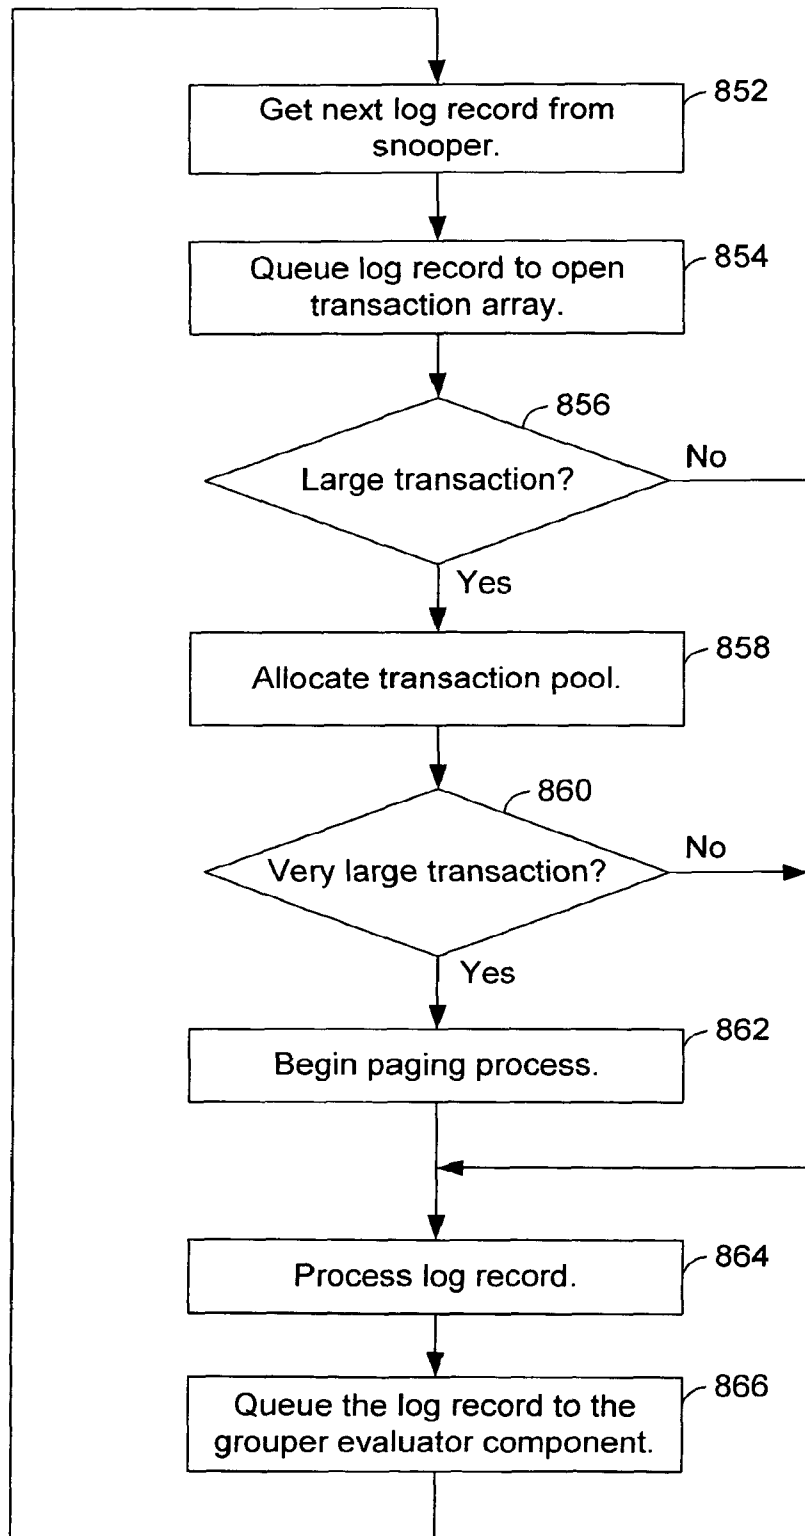 852
Get next log record from
snooper.
854
Queue log record to open
transaction array.
856
Large transaction?
No
Yes
858
Allocate transaction pool.
860
Very large transaction?
No
Yes
862
Begin paging process.
864
Process log record.
866
Queue the log record to the
grouper evaluator component.